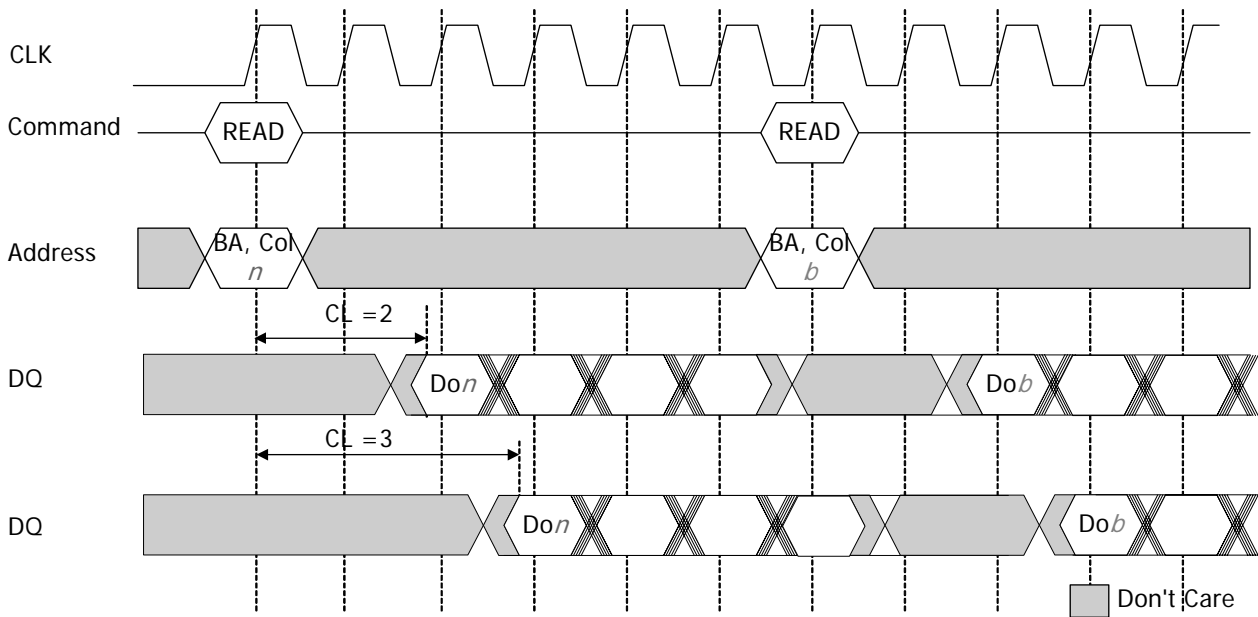 CLK
Command
READ
READ
Address
BA, Col
n
BA, Col
b
CL =2
DQ
Don
Dob
CL =3
DQ
Don
Dob
Don't Care